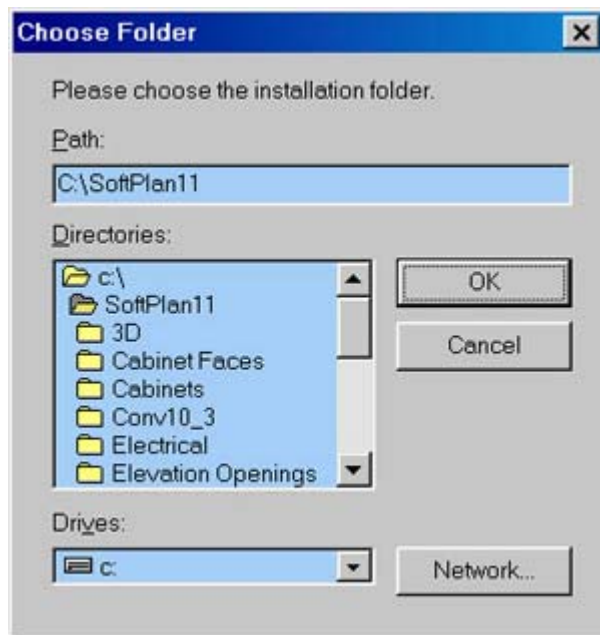 Choose Folder
Please choose the installation folder.
Path:
C:\SoftPlan11
Directories:
c:\
SoftPlan11
3D
Cabinet Faces
Cabinets
Conv10_3
Electrical
Elevation Openings
OK
Cancel
Drives:
c:
Network...